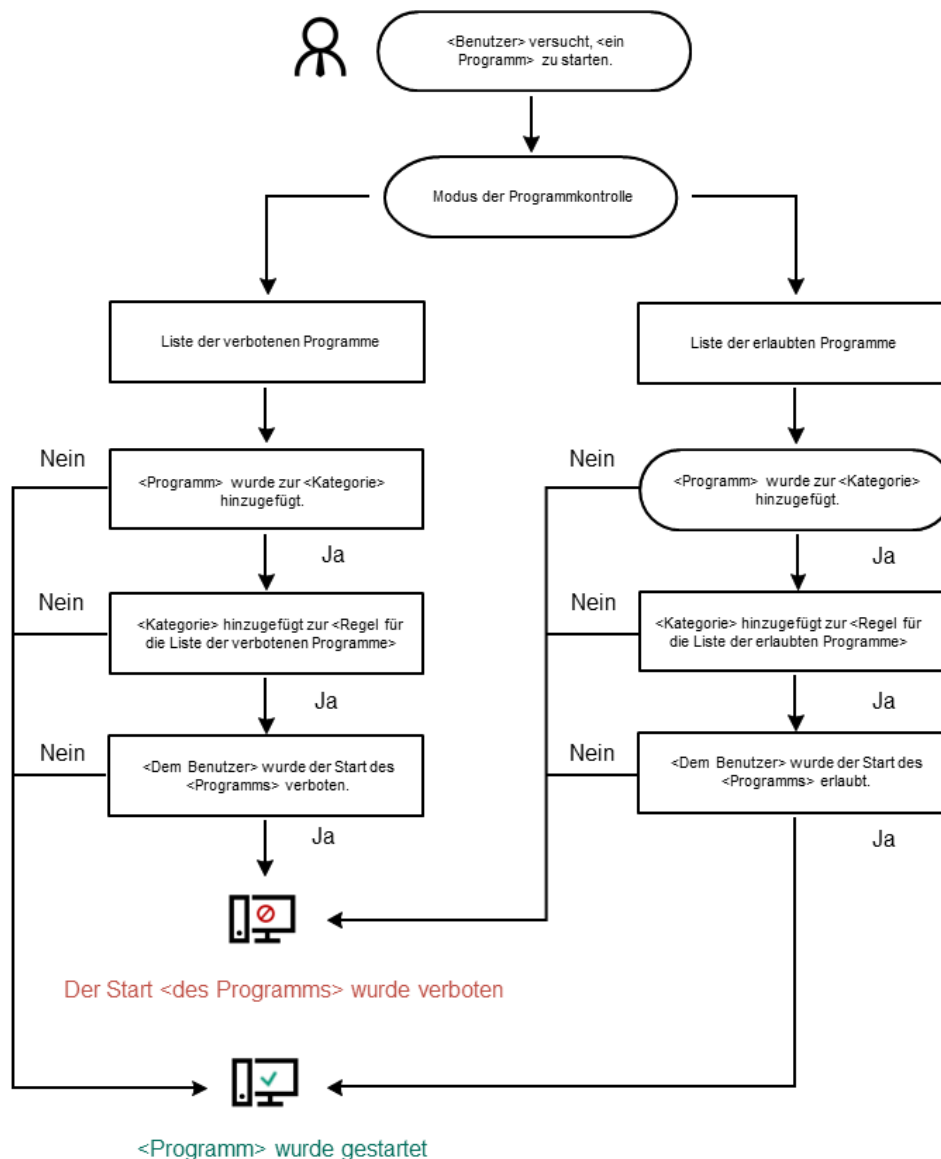 <Benutzer> versucht, <ein
Programm> zu starten.
Modus der Programmkontrolle
Liste der verbotenen Programme
Liste der erlaubten Programme
Nein
<Programm> wurde zur <Kategorie>
hinzugefügt.
Ja
Nein
<Programm> wurde zur <Kategorie>
hinzugefügt.
Ja
Nein
<Kategorie> hinzugefügt zur <Regel für
die Liste der verbotenen Programme>
Ja
Nein
<Kategorie> hinzugefügt zur <Regel für
die Liste der erlaubten Programme>
Ja
Nein
<Dem Benutzer> wurde der Start des
<Programms> verboten.
Ja
Nein
<Dem Benutzer> wurde der Start des
<Programms> erlaubt.
Ja
Der Start <des Programms> wurde verboten
<Programm> wurde gestartet